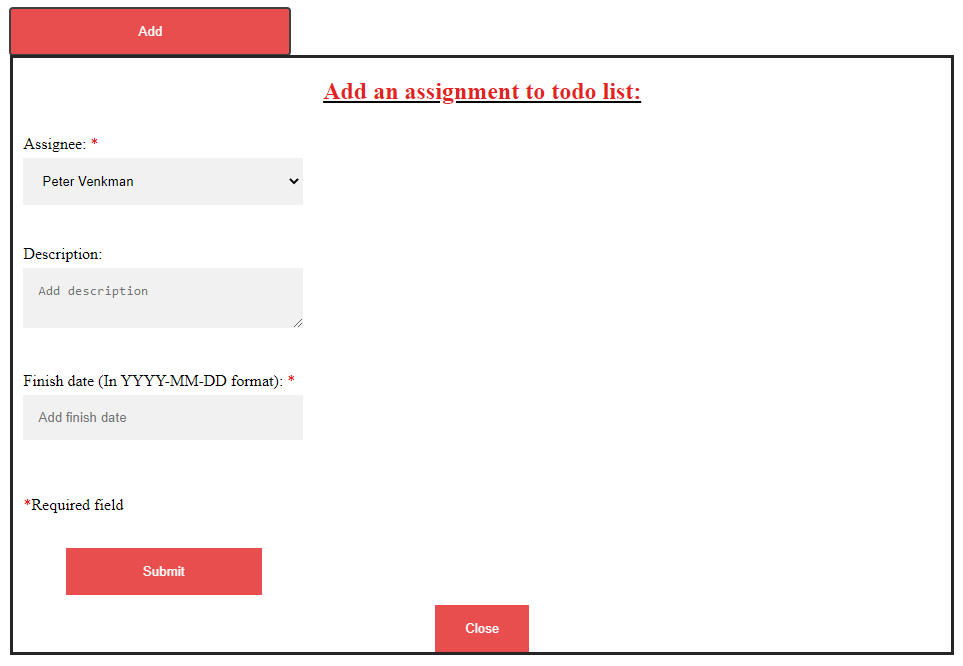 Add
Add an assignment to todo list:
Assignee: *
Peter Venkman
Description:
Add description
Finish date (In YYYY-MM-DD format): *
Add finish date
*Required field
Submit
Close